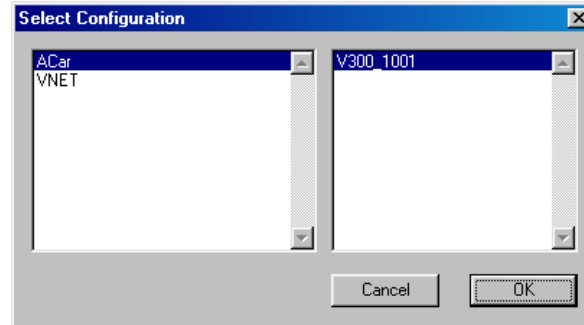 Select Configuration
ACar
VNET
V300_1001
Cancel
OK